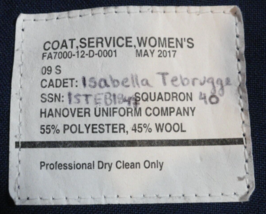 COAT,SERVICE,WOMEN'S
FA7000-12-D-0001 MAY 2017
09 S
CADET: Isabella Tebrugge
SSN: SQUADRON 40
HANOVER UNIFORM COMPANY
55% POLYESTER, 45% WOOL
Professional Dry Clean Only